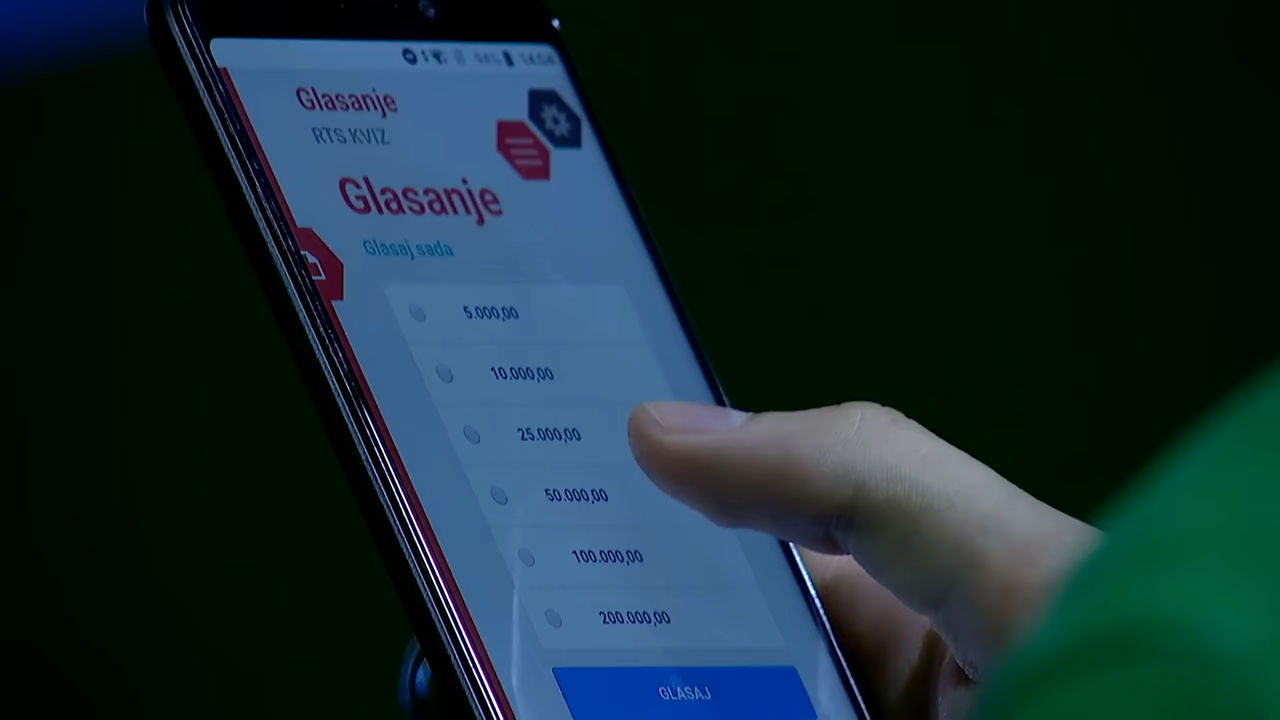 Glasanje
RTS KVIZ
Glasanje
Glasaj sada
5.000,00
10.000,00
25.000,00
50.000,00
100.000,00
200.000,00
GLASAJ